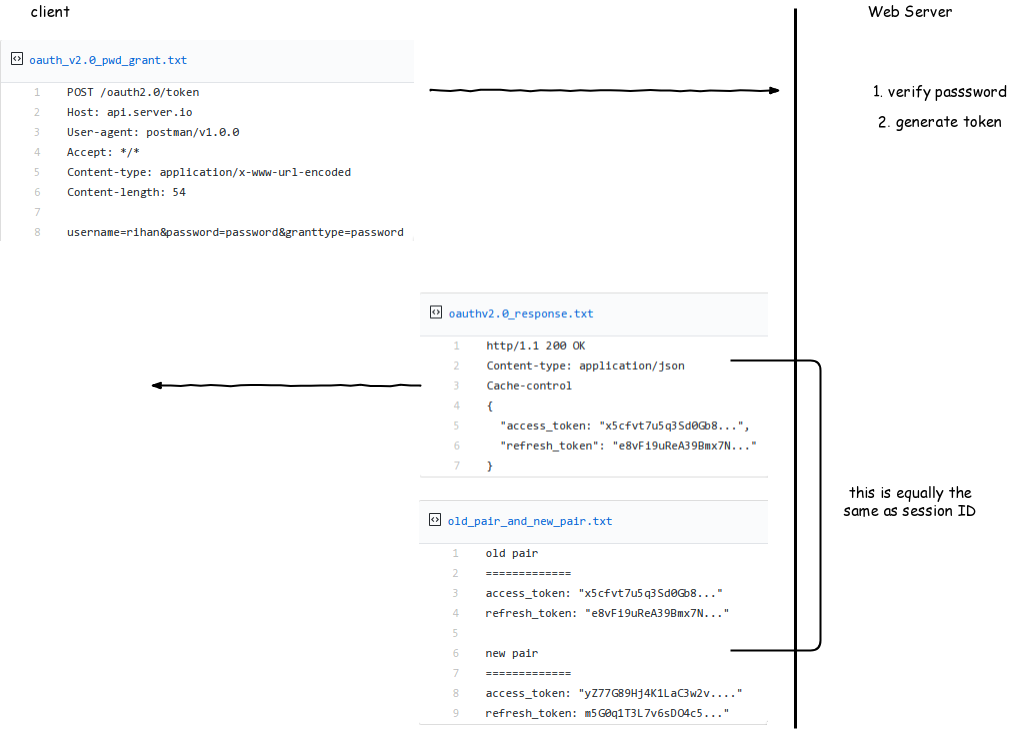 client
Web Server
oauth_v2.0_pwd_grant.txt
1 POST /oauth2.0/token
2 Host: api.server.io
3 User-agent: postman/v1.0.0
4 Accept: */*
5 Content-type: application/x-www-url-encoded
6 Content-length: 54
7
8 username=rihan&password=password&granttype=password
1. verify passsword
2. generate token
oauthv2.0_response.txt
1 http/1.1 200 OK
2 Content-type: application/json
3 Cache-control
4 {
5 "access_token: "x5cfvt7u5q3Sd0Gb8...",
6 "refresh_token": "e8vFi9uReA39Bmx7N..."
7 }
this is equally the
same as session ID
old_pair_and_new_pair.txt
1 old pair
2 =============
3 access_token: "x5cfvt7u5q3Sd0Gb8..."
4 refresh_token: "e8vFi9uReA39Bmx7N..."
5
6 new pair
7 =============
8 access_token: "yZ77G89Hj4K1LaC3w2v...."
9 refresh_token: m5G0q1T3L7v6sDO4c5..."